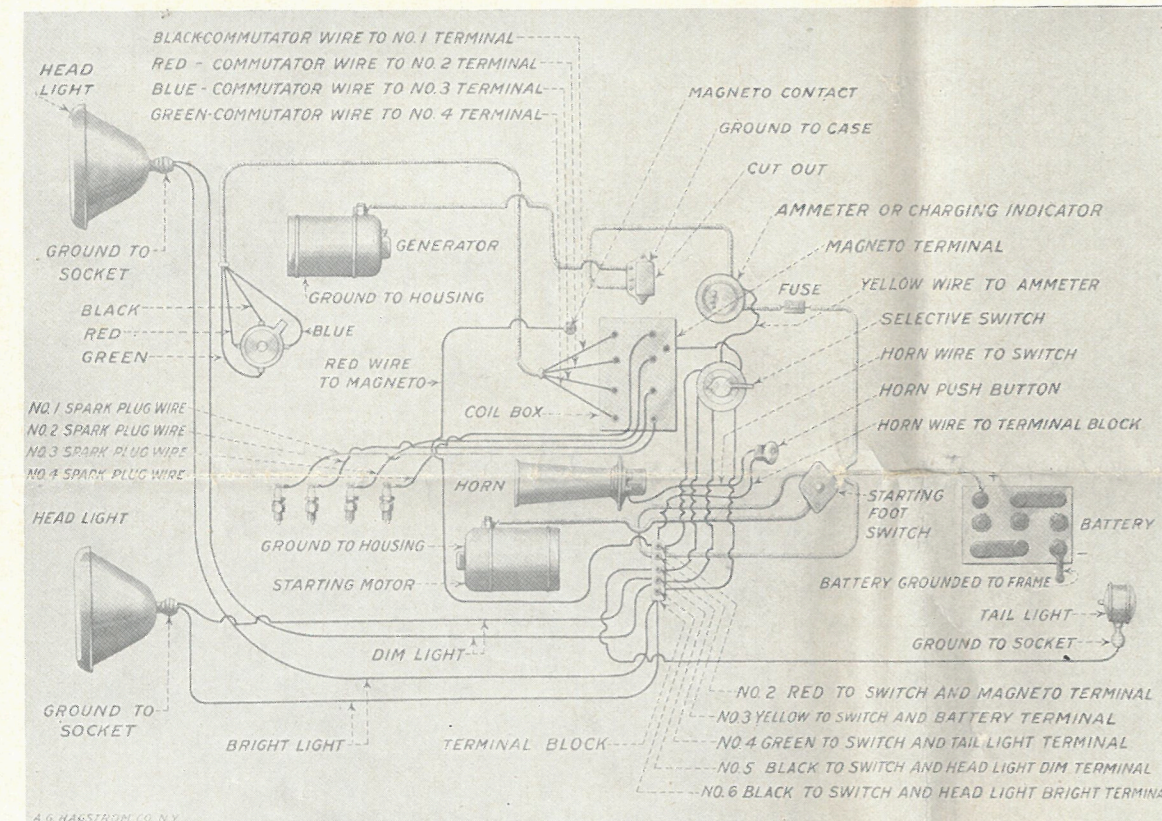 BLACK-COMMUTATOR WIRE TO NO. 1 TERMINAL
RED - COMMUTATOR WIRE TO NO. 2 TERMINAL
BLUE - COMMUTATOR WIRE TO NO. 3 TERMINAL
GREEN-COMMUTATOR WIRE TO NO. 4 TERMINAL
HEAD
LIGHT
MAGNETO CONTACT
GROUND TO CASE
CUT OUT
AMMETER OR CHARGING INDICATOR
MAGNETO TERMINAL
GENERATOR
GROUND TO
SOCKET
GROUND TO HOUSING
FUSE
YELLOW WIRE TO AMMETER
SELECTIVE SWITCH
BLACK
RED
GREEN
BLUE
RED WIRE
TO MAGNETO
HORN WIRE TO SWITCH
HORN PUSH BUTTON
COIL BOX
HORN WIRE TO TERMINAL BLOCK
NO. 1 SPARK PLUG WIRE
NO. 2 SPARK PLUG WIRE
NO. 3 SPARK PLUG WIRE
NO. 4 SPARK PLUG WIRE
HORN
STARTING
FOOT
SWITCH
BATTERY
HEAD LIGHT
GROUND TO HOUSING
STARTING MOTOR
BATTERY GROUNDED TO FRAME
TAIL LIGHT
GROUND TO SOCKET
DIM LIGHT
GROUND TO
SOCKET
BRIGHT LIGHT
TERMINAL BLOCK
NO. 2 RED TO SWITCH AND MAGNETO TERMINAL
NO. 3 YELLOW TO SWITCH AND BATTERY TERMINAL
NO. 4 GREEN TO SWITCH AND TAIL LIGHT TERMINAL
NO. 5 BLACK TO SWITCH AND HEAD LIGHT DIM TERMINAL
NO. 6 BLACK TO SWITCH AND HEAD LIGHT BRIGHT TERMINA
A.G. HAGSTROM CO. N.Y.